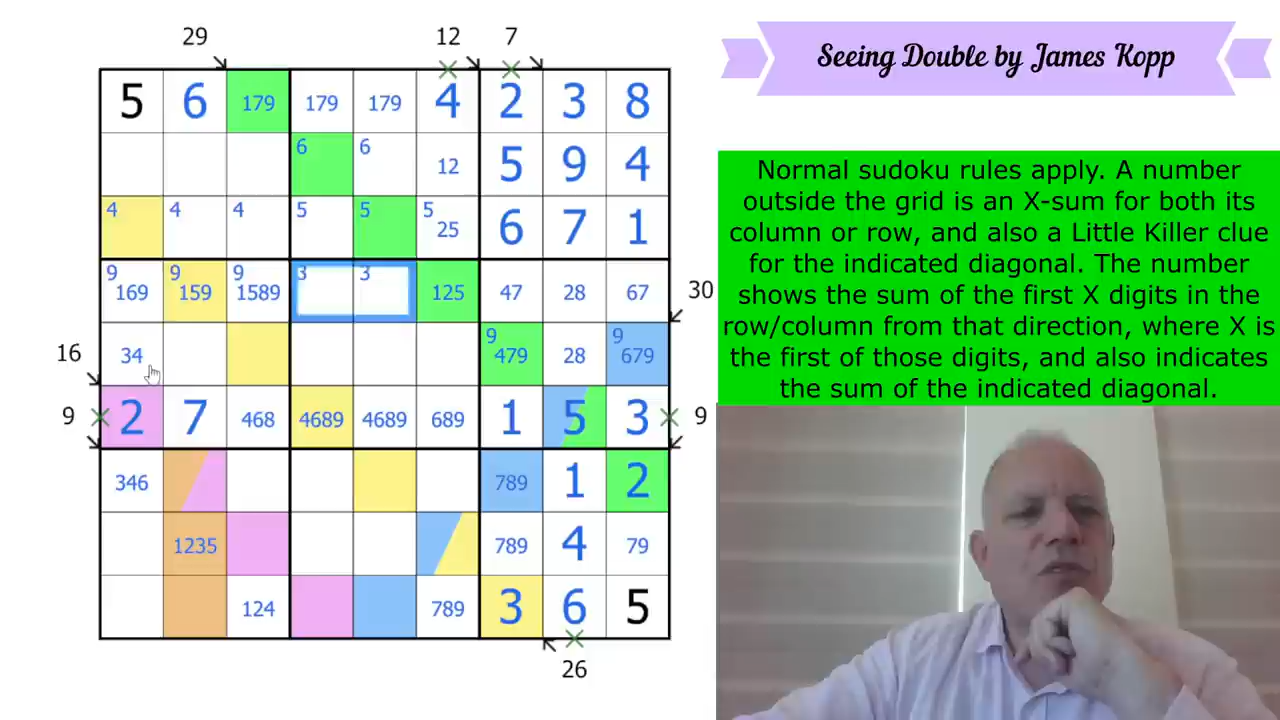 29 12 7
Seeing Double by James Kopp
5 6 179 179 179 4 2 3 8
6 6 12 5 9 4
4 4 4 5 5 5 25 6 7 1
9 169 9 159 9 1589 3 3 125 47 28 67 30
16 34 9 479 28 9 679
9 2 7 468 4689 4689 689 1 5 3 9
346 789 1 2
1235 789 4 79
124 789 3 6 5
26
Normal sudoku rules apply. A number
outside the grid is an X-sum for both its
column or row, and also a Little Killer clue
for the indicated diagonal. The number
shows the sum of the first X digits in the
row/column from that direction, where X is
the first of those digits, and also indicates
the sum of the indicated diagonal.